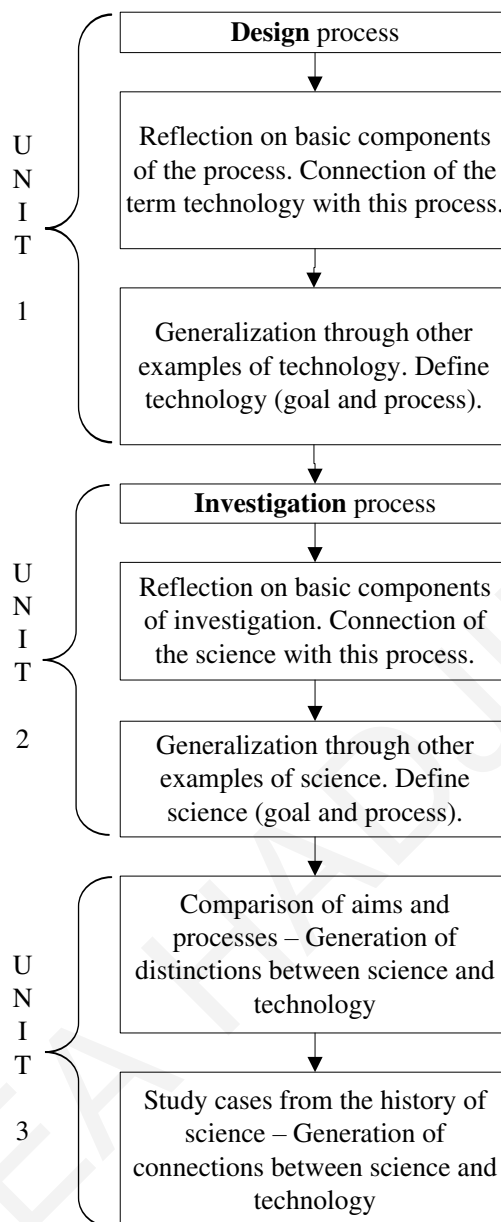 UNIT 1
Design process
Reflection on basic components
of the process. Connection of the
term technology with this process.
Generalization through other
examples of technology. Define
technology (goal and process).
UNIT 2
Investigation process
Reflection on basic components
of investigation. Connection of
the science with this process.
Generalization through other
examples of science. Define
science (goal and process).
UNIT 3
Comparison of aims and
processes – Generation of
distinctions between science and
technology
Study cases from the history of
science – Generation of
connections between science and
technology